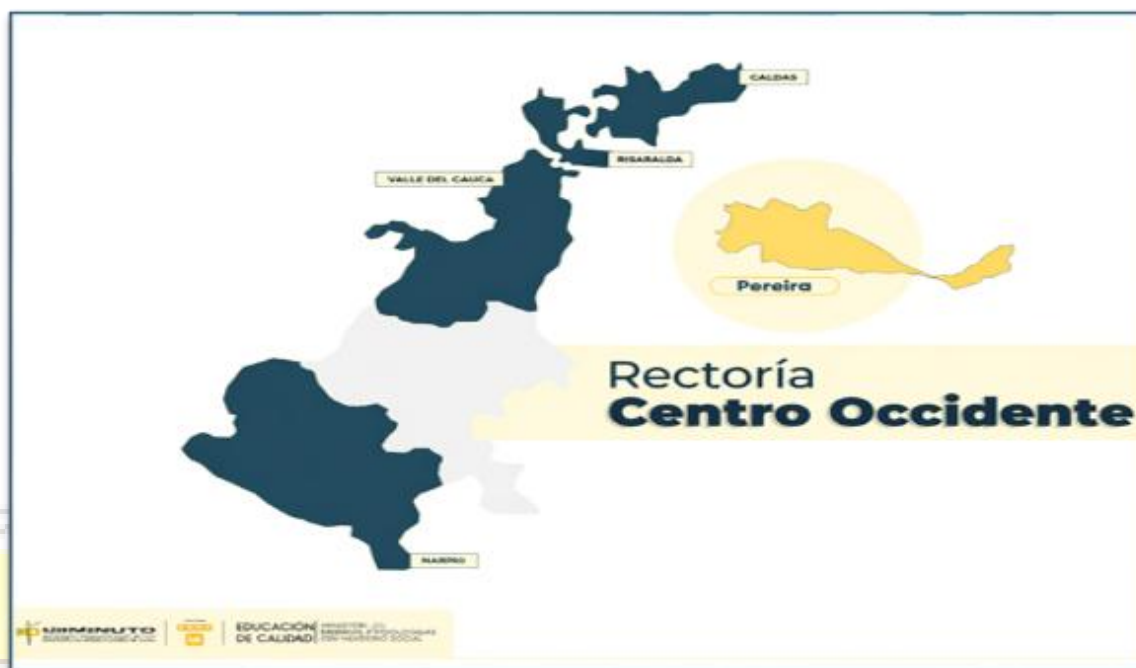 CALDAS
RISARALDA
VALLE DEL CAUCA
Pereira
Rectoría
Centro Occidente
NARIÑO
UNIMINUTO
EDUCACIÓN
DE CALIDAD